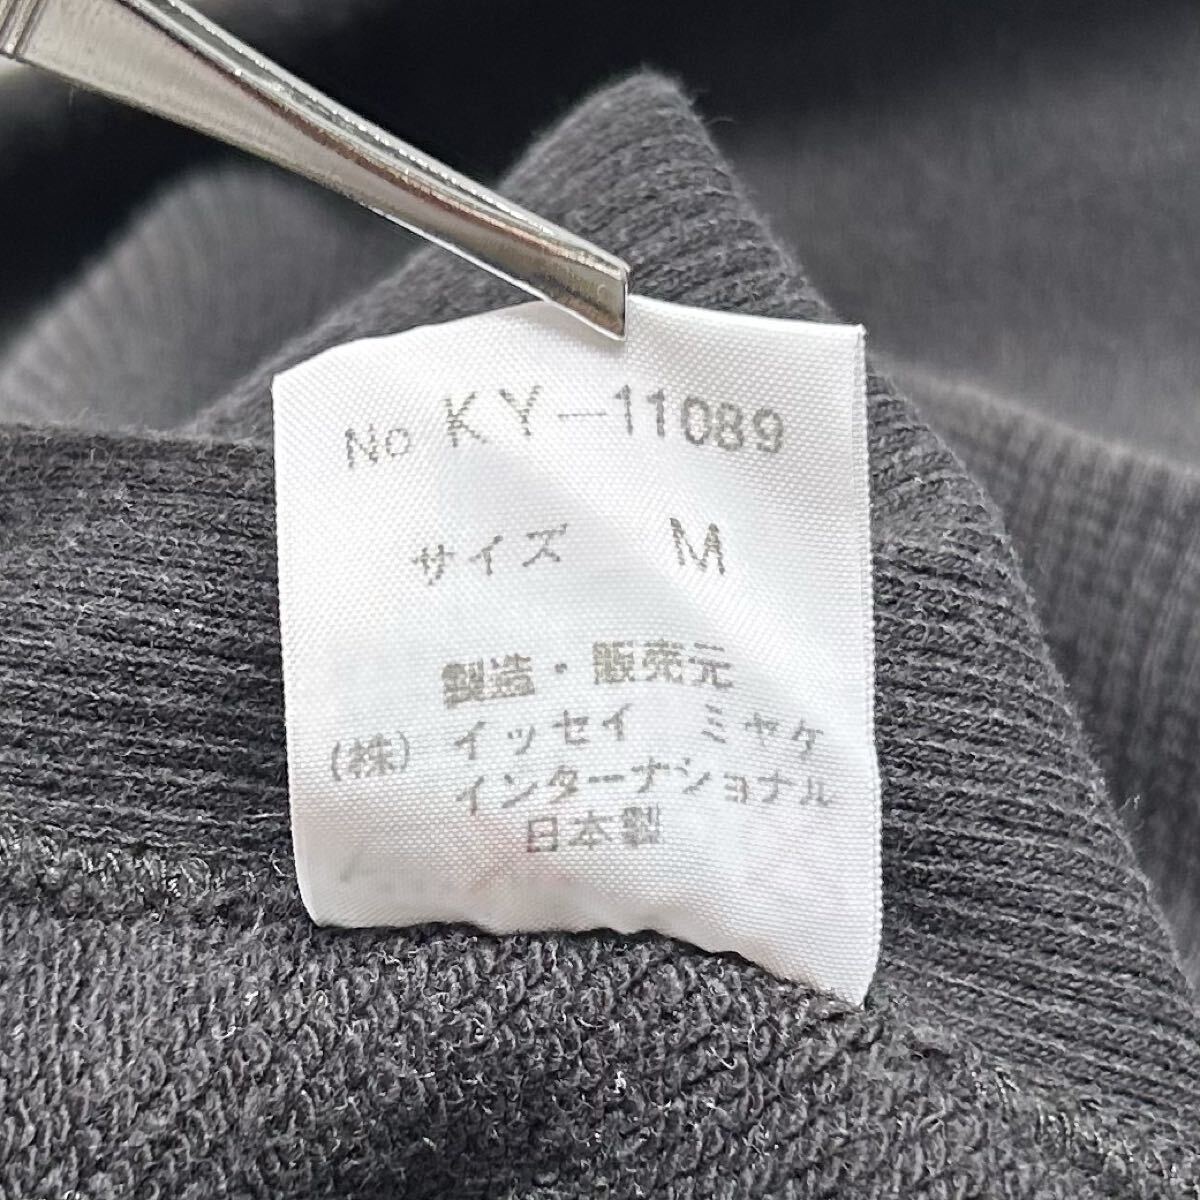 No KY-11089
サイズ M
製造・販売元
(株) イッセイ ミヤケ
インターナショナル
日本製